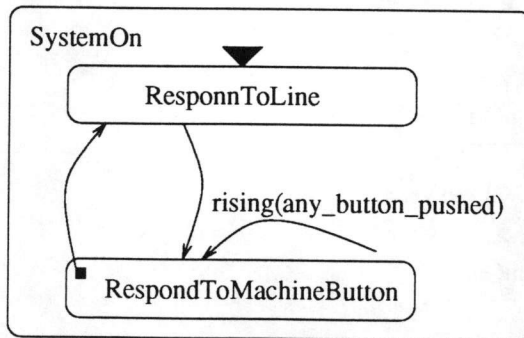 SystemOn
ResponnToLine
rising(any_button_pushed)
RespondToMachineButton